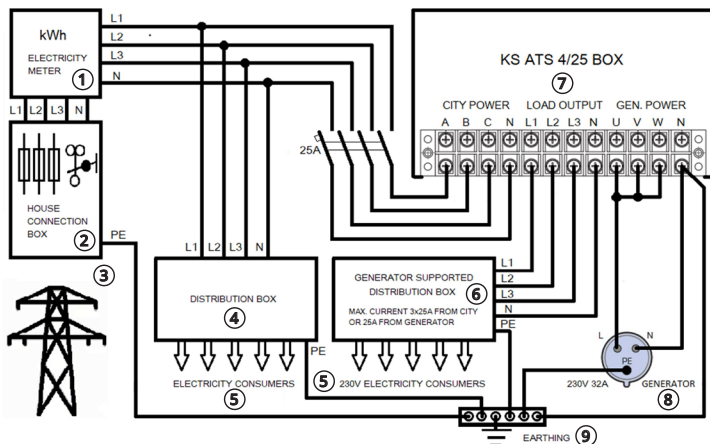 kWh
ELECTRICITY
METER
①
L1
L2
L3
N
L1 L2 L3 N
HOUSE
CONNECTION
BOX
②
PE
③
25A
KS ATS 4/25 BOX
⑦
CITY POWER LOAD OUTPUT GEN. POWER
A B C N L1 L2 L3 N U V W N
L1 L2 L3 N
DISTRIBUTION BOX
④
PE
ELECTRICITY CONSUMERS
⑤
GENERATOR SUPPORTED
DISTRIBUTION BOX
⑥
MAX. CURRENT 3x25A FROM CITY
OR 25A FROM GENERATOR
L1
L2
L3
N
PE
⑤
230V ELECTRICITY CONSUMERS
L N
PE
230V 32A
GENERATOR
⑧
EARTHING
⑨